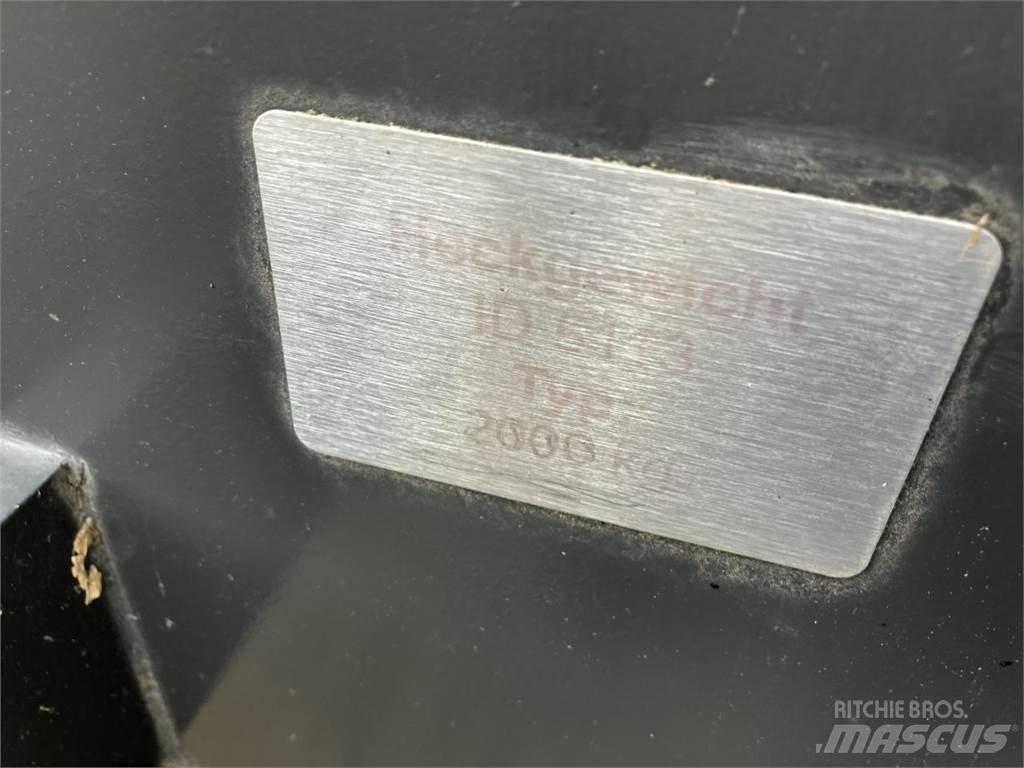 Heckgewicht
ID
Typ:
2000 kg
RITCHIE BROS.
MASCUS